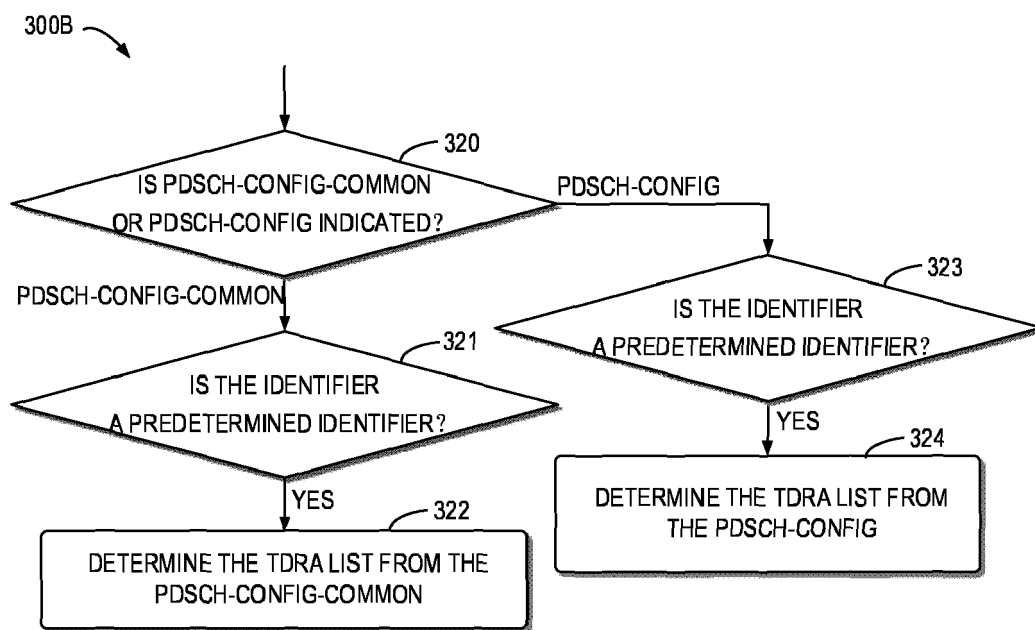 300B
320
IS PDSCH-CONFIG-COMMON
OR PDSCH-CONFIG INDICATED?
PDSCH-CONFIG
323
IS THE IDENTIFIER
A PREDETERMINED IDENTIFIER?
PDSCH-CONFIG-COMMON
321
IS THE IDENTIFIER
A PREDETERMINED IDENTIFIER?
YES
324
DETERMINE THE TDRA LIST FROM
THE PDSCH-CONFIG
YES
322
DETERMINE THE TDRA LIST FROM THE
PDSCH-CONFIG-COMMON